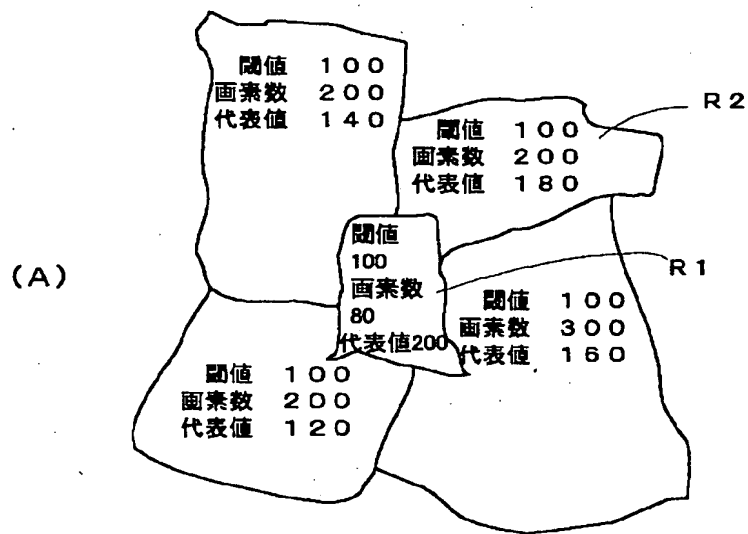 閾値 100
画素数 200
代表値 140
R2
閾値 100
画素数 200
代表値 180
閾値
100
画素数
80
代表値200
R1
(A)
閾値 100
画素数 300
代表値 160
閾値 100
画素数 200
代表値 120